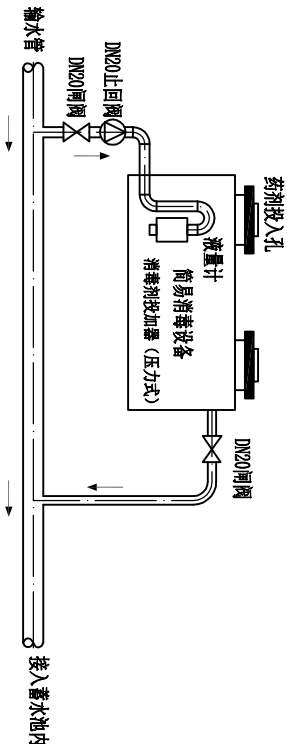 药剂投入孔
DN20止回阀
DN20闸阀
输水管
液量计
简易消毒设备
消毒剂投加器（压力式）
DN20闸阀
接入蓄水池内